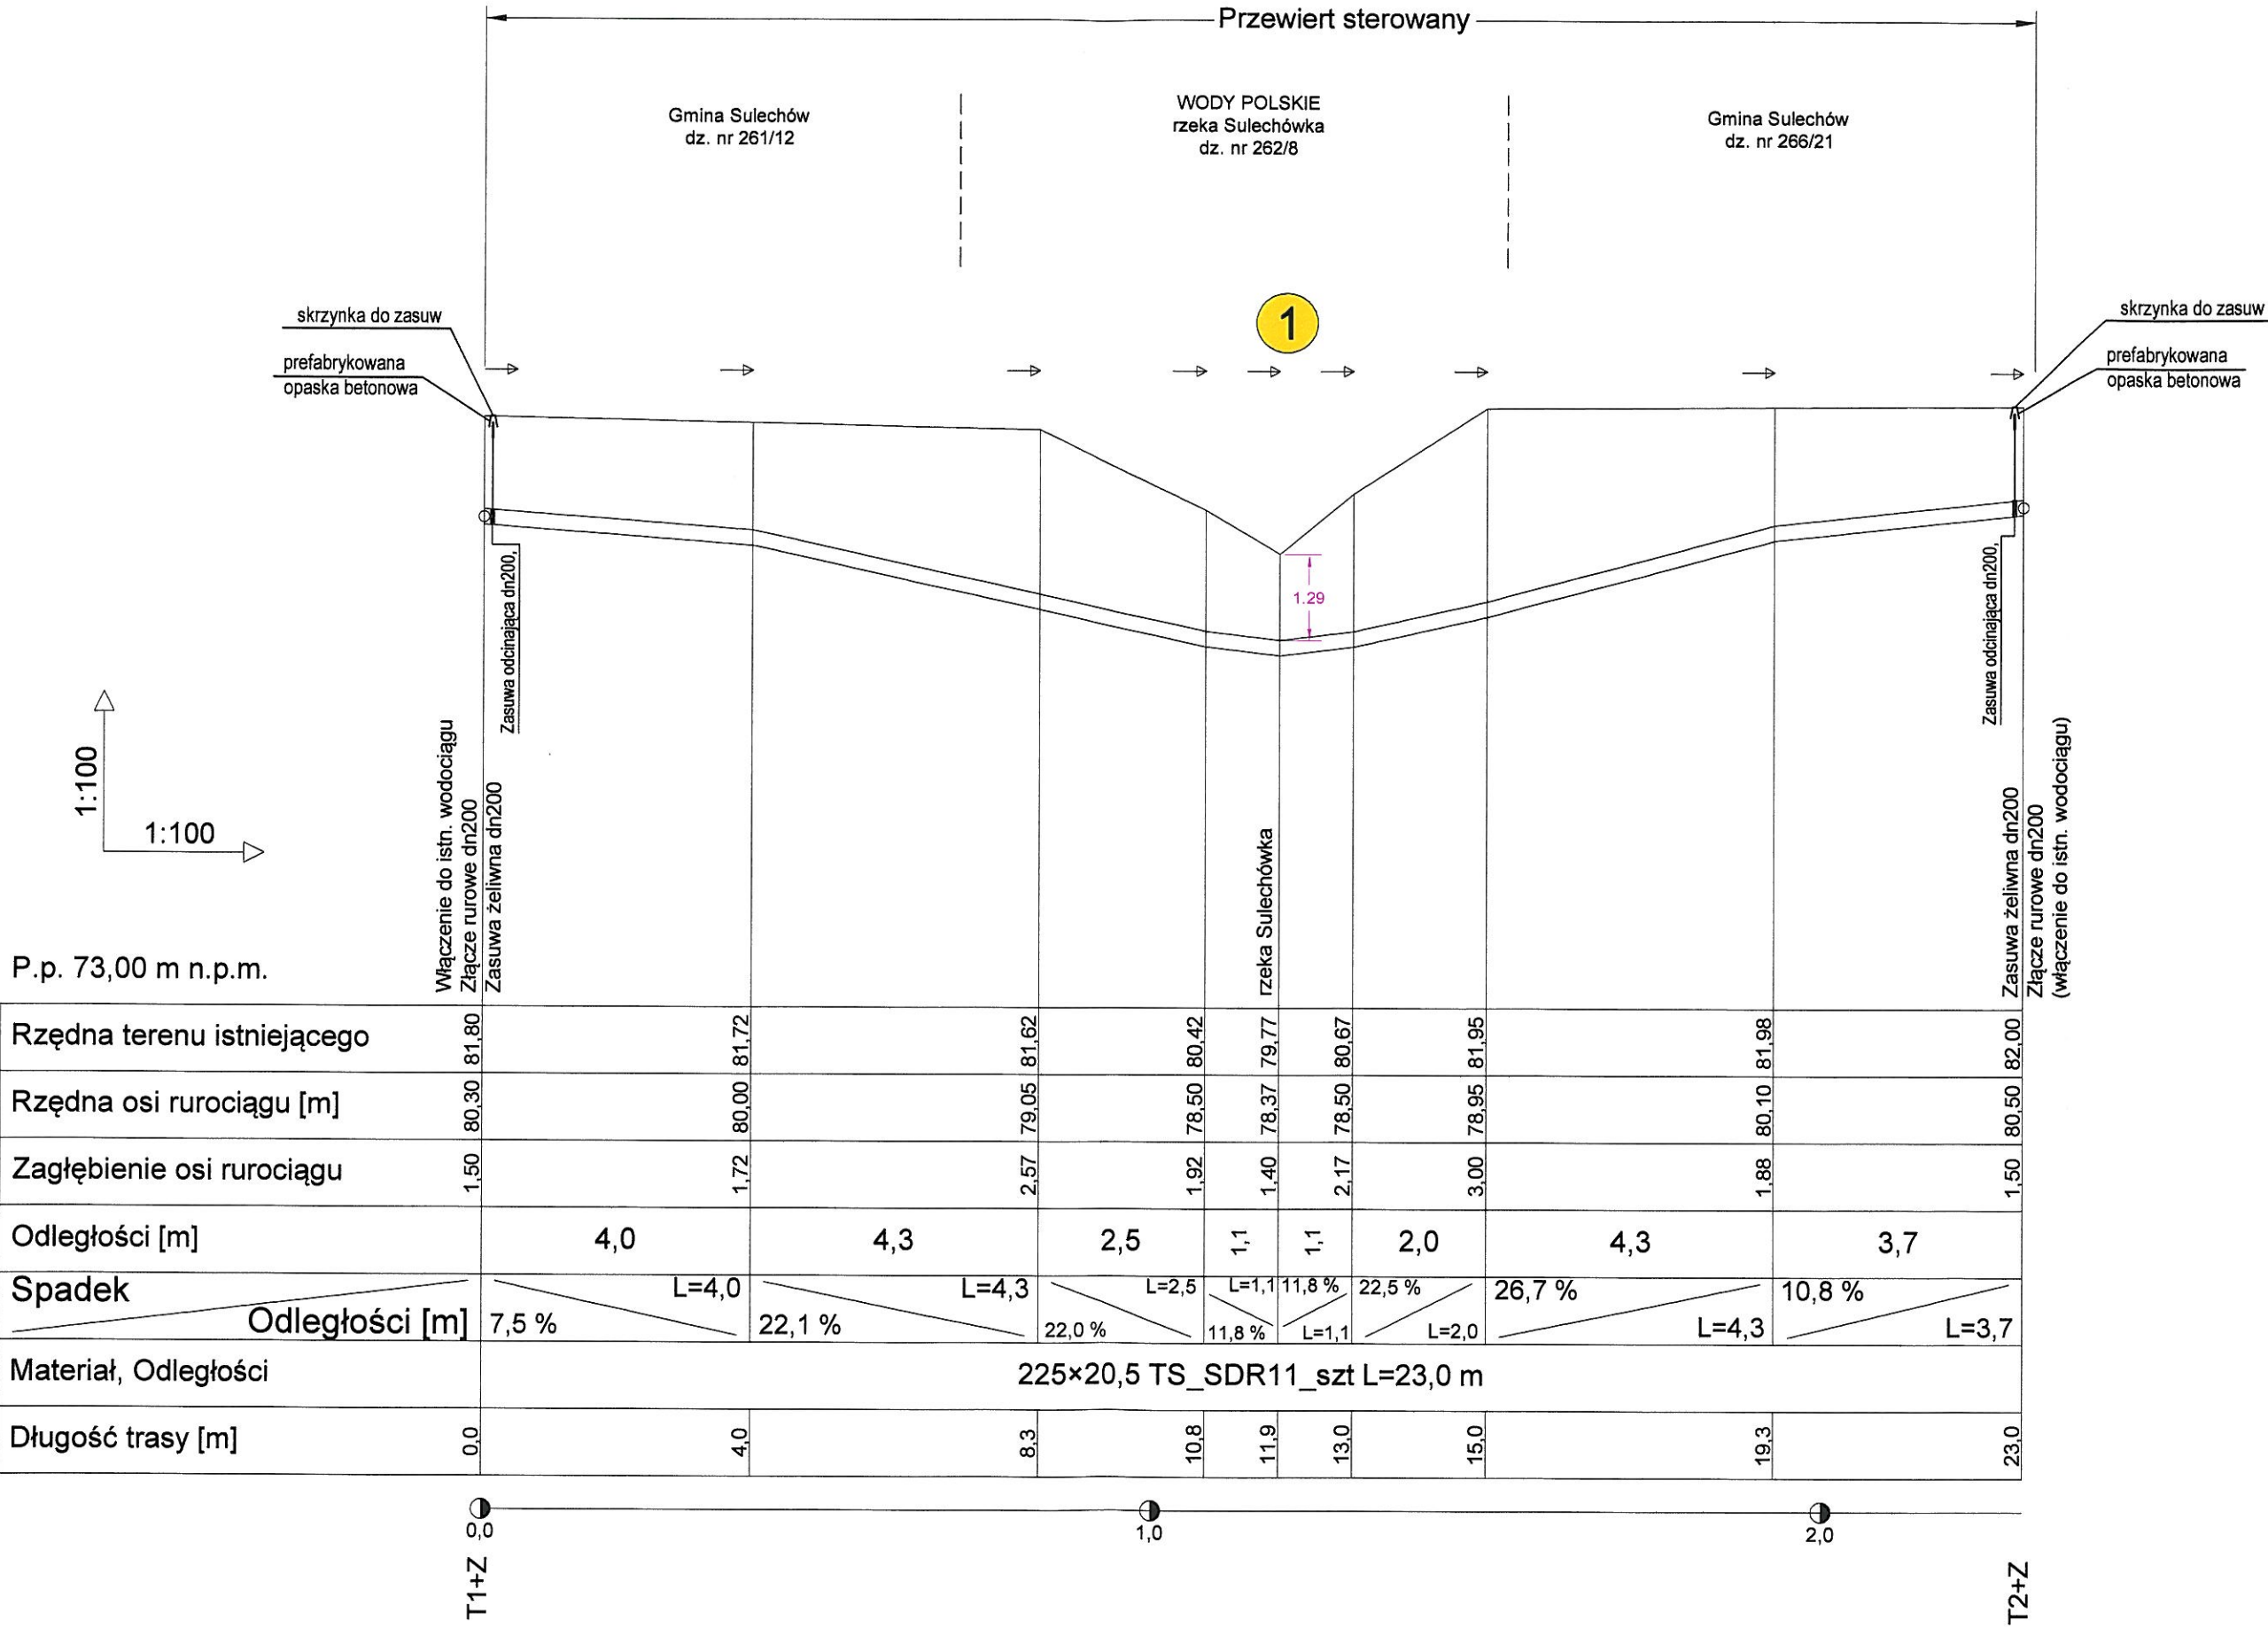 Przewiert sterowany
Gmina Sulechów
dz. nr 261/12
WODY POLSKIE
rzeka Sulechówka
dz. nr 262/8
Gmina Sulechów
dz. nr 266/21
1
skrzynka do zasuw
prefabrykowana
opaska betonowa
skrzynka do zasuw
prefabrykowana
opaska betonowa
1.29
Zasuwa odcinająca dn200,
Zasuwa odcinająca dn200,
1:100
1:100
Włączenie do istn. wodociągu
Złącze rurowe dn200
Zasuwa żeliwna dn200
rzeka Sulechówka
Zasuwa żeliwna dn200
Złącze rurowe dn200
(włączenie do istn. wodociągu)
P.p. 73,00 m n.p.m.
Rzędna terenu istniejącego 81,80 81,72 81,62 80,42 79,77 80,67 81,95 81,98 82,00
Rzędna osi rurociągu [m] 80,30 80,00 79,05 78,50 78,37 78,50 78,95 80,10 80,50
Zagłębienie osi rurociągu 1,50 1,72 2,57 1,92 1,40 2,17 3,00 1,88 1,50
Odległości [m] 4,0 4,3 2,5 1,1 1,1 2,0 4,3 3,7
Spadek L=4,0 L=4,3 L=2,5 L=1,1 11,8 % 22,5 % 26,7 % 10,8 %
Odległości [m] 7,5 % 22,1 % 22,0 % 11,8 % L=1,1 L=2,0 L=4,3 L=3,7
Materiał, Odległości 225×20,5 TS_SDR11_szt L=23,0 m
Długość trasy [m] 0,0 4,0 8,3 10,8 11,9 13,0 15,0 19,3 23,0
0,0 1,0 2,0
T1+Z T2+Z